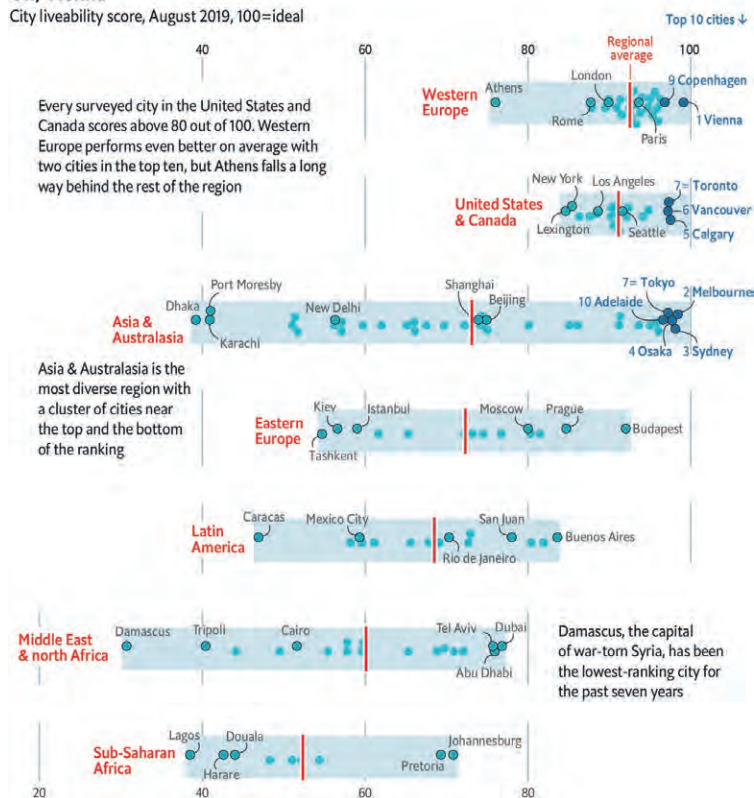 City liveability score, August 2019, 100=ideal
Top 10 cities ↓
40 60 80 100
Regional
average
Every surveyed city in the United States and
Canada scores above 80 out of 100. Western
Europe performs even better on average with
two cities in the top ten, but Athens falls a long
way behind the rest of the region
Western
Europe
Athens
London
Rome
Paris
9 Copenhagen
1 Vienna
United States
& Canada
New York
Los Angeles
Lexington
Seattle
7= Toronto
6 Vancouver
5 Calgary
Asia &
Australasia
Port Moresby
Dhaka
Karachi
New Delhi
Shanghai
Beijing
7= Tokyo
2 Melbourne
10 Adelaide
4 Osaka
3 Sydney
Asia & Australasia is the
most diverse region with
a cluster of cities near
the top and the bottom
of the ranking
Eastern
Europe
Kiev
Istanbul
Tashkent
Moscow
Prague
Budapest
Latin
America
Caracas
Mexico City
Rio de Janeiro
San Juan
Buenos Aires
Middle East
& north Africa
Damascus
Tripoli
Cairo
Tel Aviv
Dubai
Abu Dhabi
Damascus, the capital
of war-torn Syria, has been
the lowest-ranking city for
the past seven years
Sub-Saharan
Africa
Lagos
Douala
Harare
Johannesburg
Pretoria
20 40 60 80